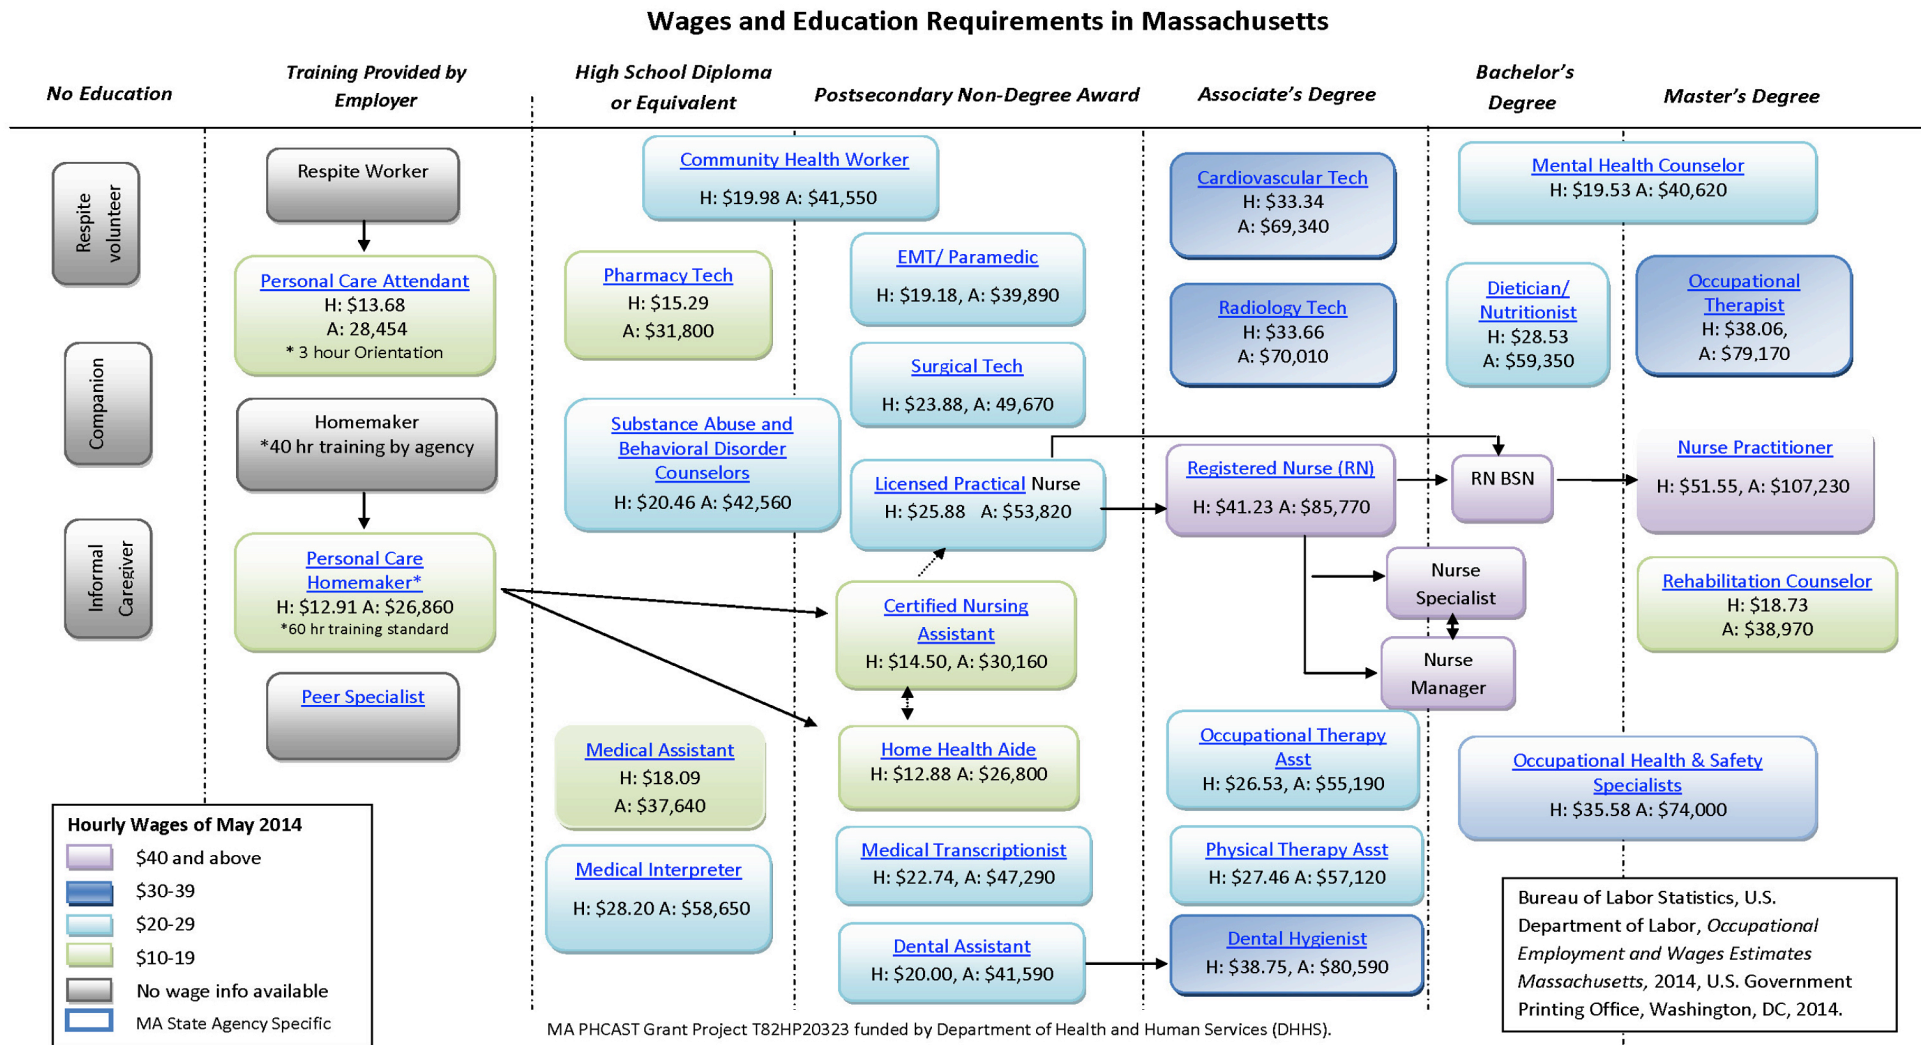 Wages and Education Requirements in Massachusetts
No Education
Training Provided by
Employer
High School Diploma
or Equivalent
Postsecondary Non-Degree Award
Associate's Degree
Bachelor's
Degree
Master's Degree
Respite
volunteer
Companion
Informal
Caregiver
Respite Worker
Personal Care Attendant
H: $13.68
A: 28,454
* 3 hour Orientation
Homemaker
*40 hr training by agency
Personal Care
Homemaker*
H: $12.91 A: $26,860
*60 hr training standard
Peer Specialist
Community Health Worker
H: $19.98 A: $41,550
Pharmacy Tech
H: $15.29
A: $31,800
Substance Abuse and
Behavioral Disorder
Counselors
H: $20.46 A: $42,560
Medical Assistant
H: $18.09
A: $37,640
Medical Interpreter
H: $28.20 A: $58,650
EMT/ Paramedic
H: $19.18, A: $39,890
Surgical Tech
H: $23.88, A: 49,670
Licensed Practical Nurse
H: $25.88 A: $53,820
Certified Nursing
Assistant
H: $14.50, A: $30,160
Home Health Aide
H: $12.88 A: $26,800
Medical Transcriptionist
H: $22.74, A: $47,290
Dental Assistant
H: $20.00, A: $41,590
Cardiovascular Tech
H: $33.34
A: $69,340
Radiology Tech
H: $33.66
A: $70,010
Registered Nurse (RN)
H: $41.23 A: $85,770
Occupational Therapy
Asst
H: $26.53, A: $55,190
Physical Therapy Asst
H: $27.46 A: $57,120
Dental Hygienist
H: $38.75, A: $80,590
Mental Health Counselor
H: $19.53 A: $40,620
Dietician/
Nutritionist
H: $28.53
A: $59,350
RN BSN
Nurse
Specialist
Nurse
Manager
Occupational Health & Safety
Specialists
H: $35.58 A: $74,000
Occupational
Therapist
H: $38.06,
A: $79,170
Nurse Practitioner
H: $51.55, A: $107,230
Rehabilitation Counselor
H: $18.73
A: $38,970
Hourly Wages of May 2014
$40 and above
$30-39
$20-29
$10-19
No wage info available
MA State Agency Specific
Bureau of Labor Statistics, U.S.
Department of Labor, Occupational
Employment and Wages Estimates
Massachusetts, 2014, U.S. Government
Printing Office, Washington, DC, 2014.
MA PHCAST Grant Project T82HP20323 funded by Department of Health and Human Services (DHHS).